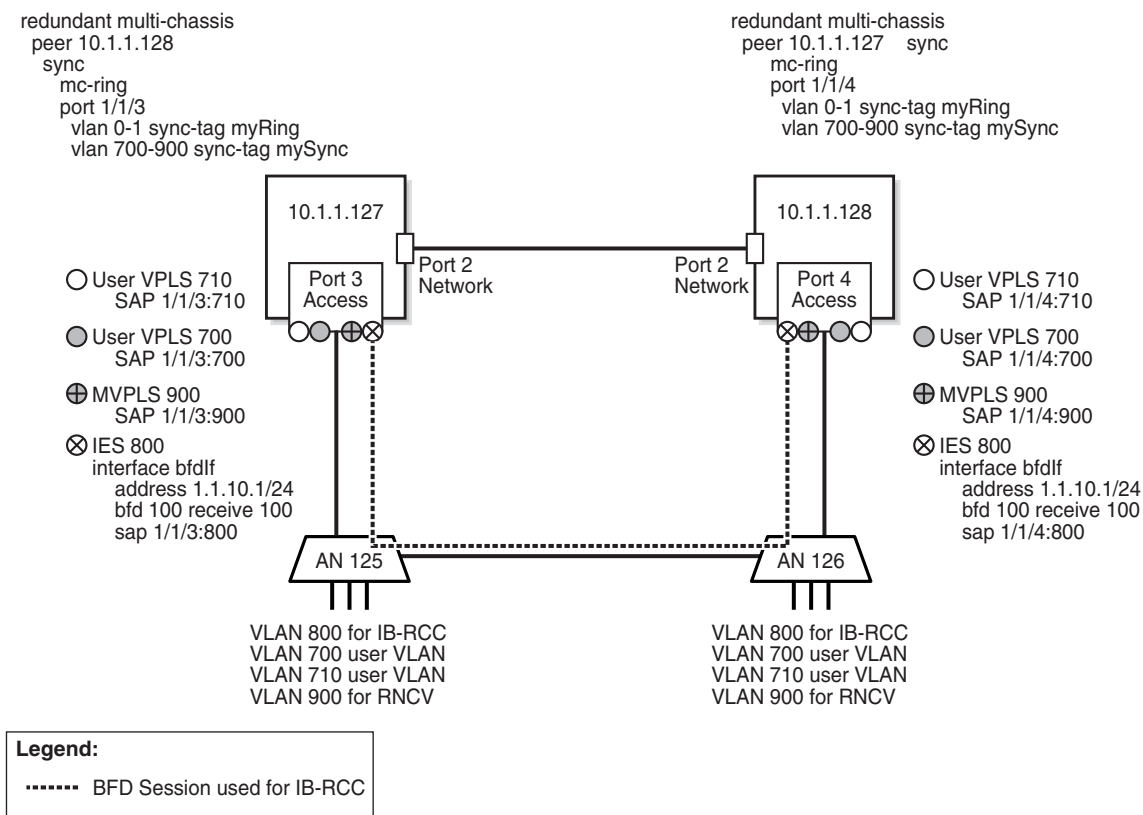 redundant multi-chassis
peer 10.1.1.128
sync
mc-ring
port 1/1/3
vlan 0-1 sync-tag myRing
vlan 700-900 sync-tag mySync
redundant multi-chassis
peer 10.1.1.127 sync
mc-ring
port 1/1/4
vlan 0-1 sync-tag myRing
vlan 700-900 sync-tag mySync
10.1.1.127
Port 3
Access
Port 2
Network
10.1.1.128
Port 4
Access
Port 2
Network
User VPLS 710
SAP 1/1/3:710
User VPLS 700
SAP 1/1/3:700
MVPLS 900
SAP 1/1/3:900
IES 800
interface bfdIf
address 1.1.10.1/24
bfd 100 receive 100
sap 1/1/3:800
User VPLS 710
SAP 1/1/4:710
User VPLS 700
SAP 1/1/4:700
MVPLS 900
SAP 1/1/4:900
IES 800
interface bfdIf
address 1.1.10.1/24
bfd 100 receive 100
sap 1/1/4:800
AN 125
AN 126
VLAN 800 for IB-RCC
VLAN 700 user VLAN
VLAN 710 user VLAN
VLAN 900 for RNCV
VLAN 800 for IB-RCC
VLAN 700 user VLAN
VLAN 710 user VLAN
VLAN 900 for RNCV
Legend:
BFD Session used for IB-RCC